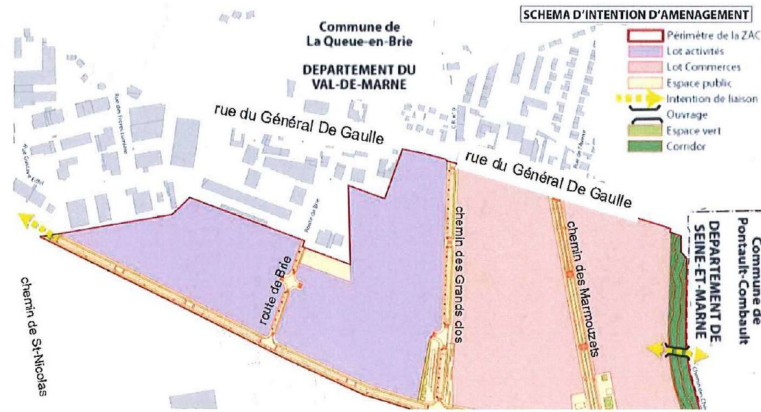 SCHEMA D'INTENTION D'AMENAGEMENT
Périmètre de la ZAC
Lot activités
Lot Commerces
Espace public
Intention de liaison
Ouvrage
Espace vert
Corridor
Commune de
La Queue-en-Brie
DEPARTEMENT DU
VAL-DE-MARNE
rue du Général De Gaulle
rue du Général De Gaulle
Route de Brie
route de Brie
chemin des Grands clos
chemin des Marmouzets
chemin de St-Nicolas
Commune de
Pontault-Combault
DEPARTEMENT DE
SEINE-ET-MARNE